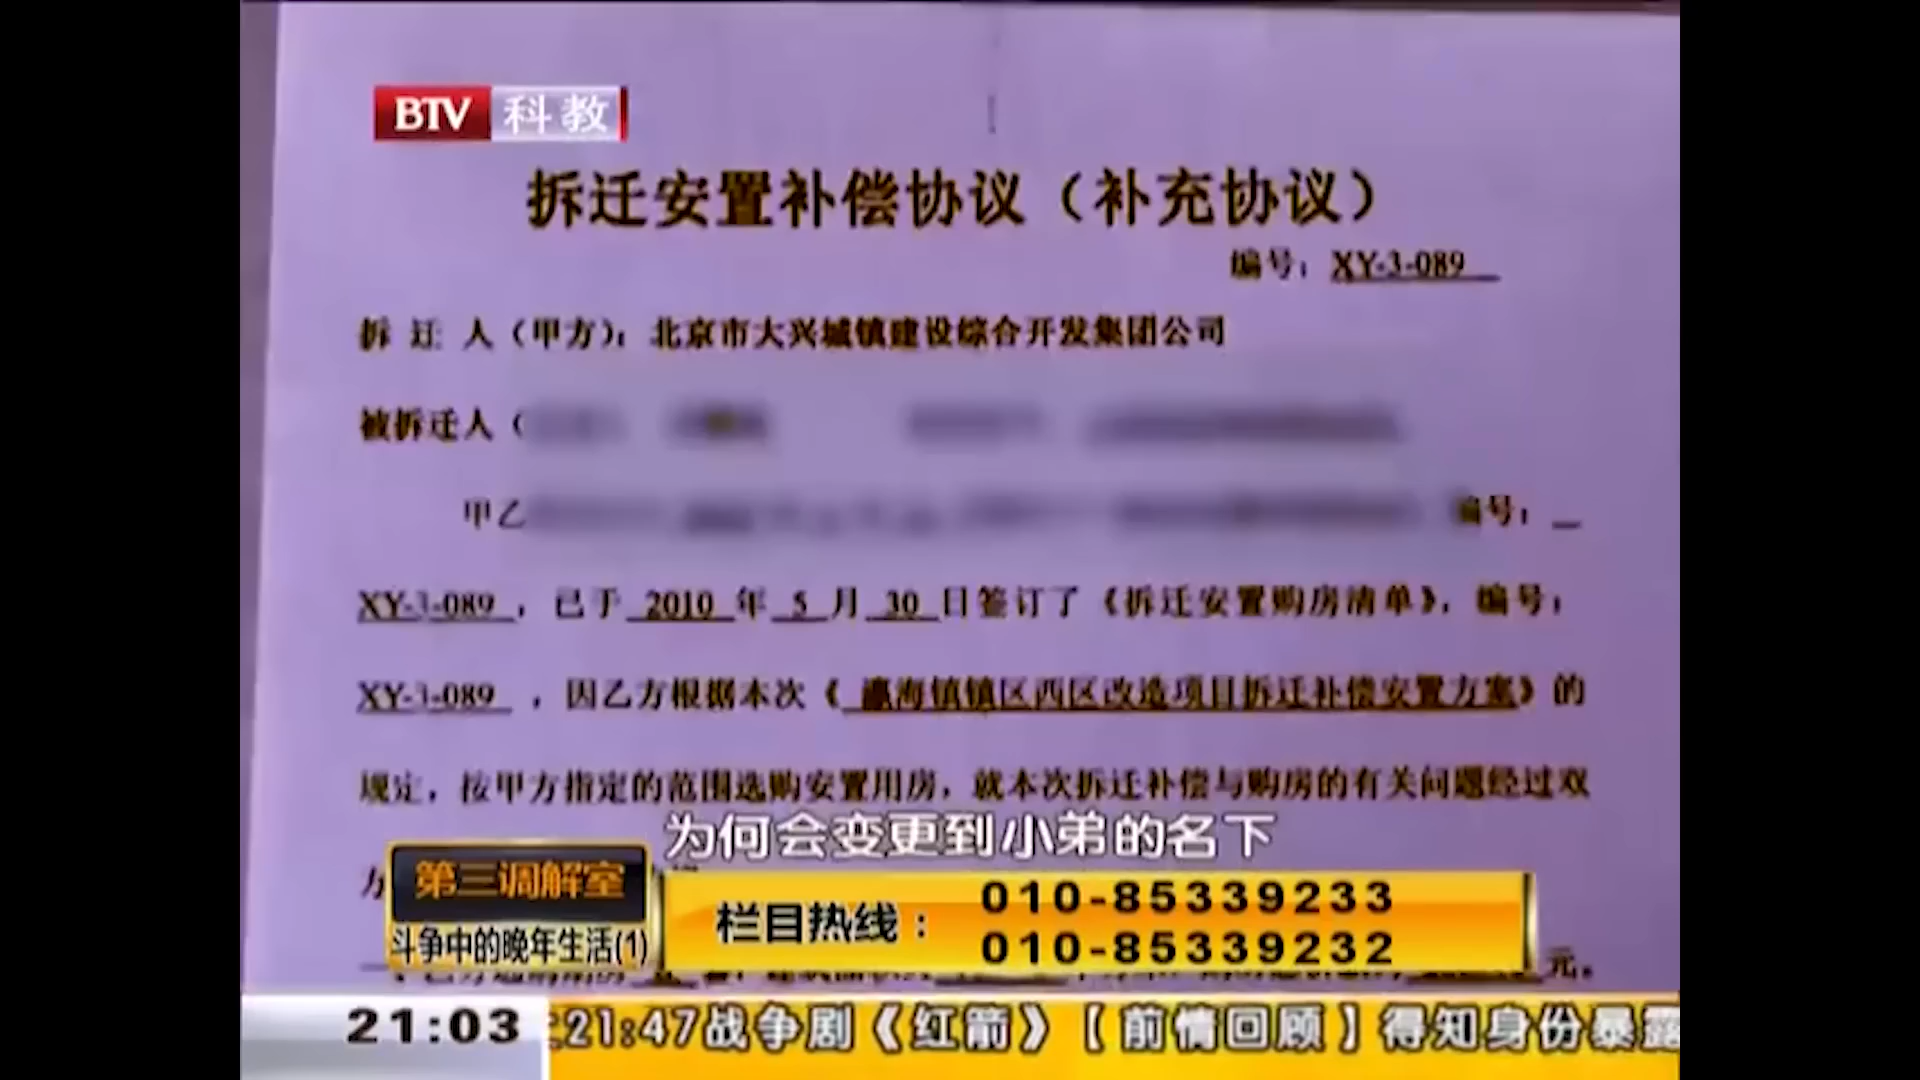 BTV 科教
拆迁安置补偿协议（补充协议）
编号：XY-3-089
拆 迁 人（甲方）：北京市大兴城镇建设综合开发集团公司
被拆迁人（
甲乙 编号：
XY-3-089，已于 2010 年 5 月 30 日签订了《拆迁安置购房清单》，编号：
XY-3-089，因乙方根据本次《瀛海镇镇区西区改造项目拆迁补偿安置方案》的
规定，按甲方指定的范围选购安置用房，就本次拆迁补偿与购房的有关问题经过双
为何会变更到小弟的名下
方
第三调解室
斗争中的晚年生活(1)
栏目热线：
010-85339233
010-85339232
元。
21:03
21:47战争剧《红箭》【前情回顾】得知身份暴露